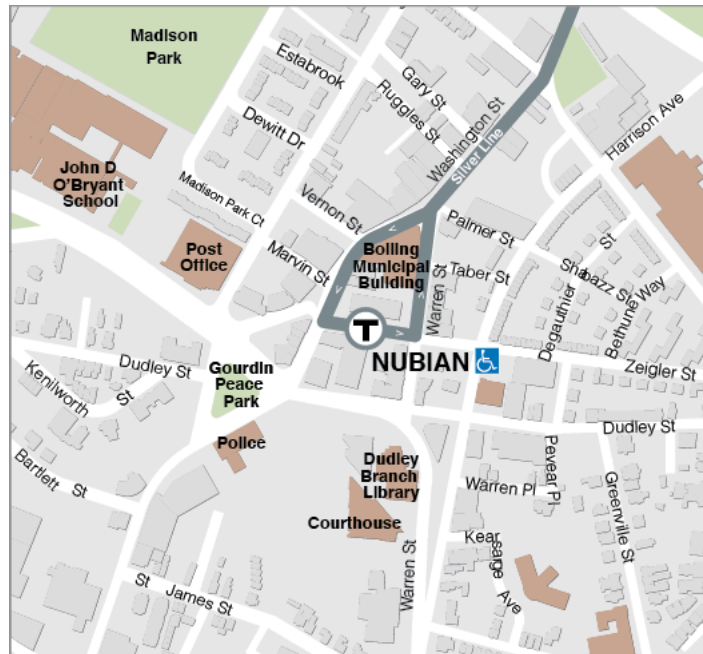 Madison
Park
Estabrook
Gary St
Ruggles St
Washington St
Silver Line
Harrison Ave
Dewitt Dr
John D
O'Bryant
School
Madison Park Ct
Vernon St
Palmer St
Post
Office
Marvin St
Bolling
Municipal
Building
Taber St
Shabazz St
Degauthier St
Bethune Way
Warren St
T
NUBIAN
Zeigler St
Dudley St
Gourdin
Peace
Park
Kenilworth St
Dudley St
Police
Bartlett St
Dudley
Branch
Library
Warren Pl
Pevear Pl
Greenville St
Courthouse
Kearsarge Ave
Warren St
St James St